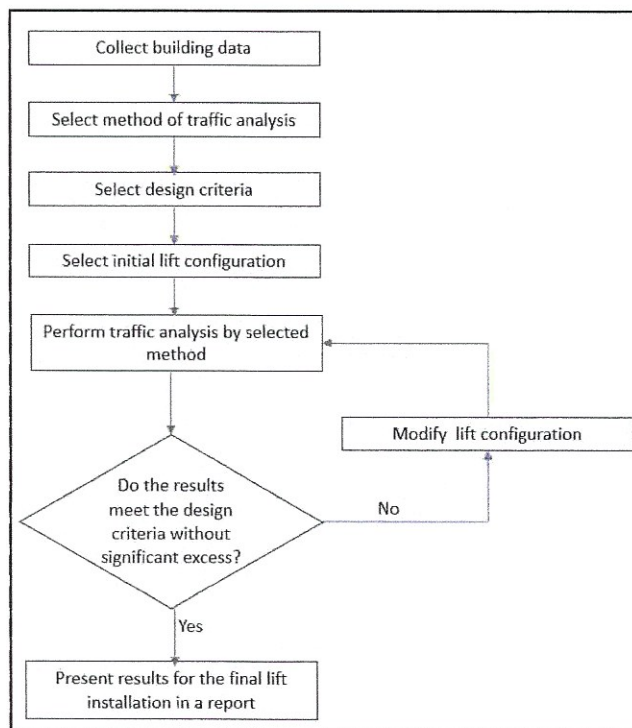 Collect building data
Select method of traffic analysis
Select design criteria
Select initial lift configuration
Perform traffic analysis by selected
method
Modify lift configuration
Do the results
meet the design
criteria without
significant excess?
No
Yes
Present results for the final lift
installation in a report